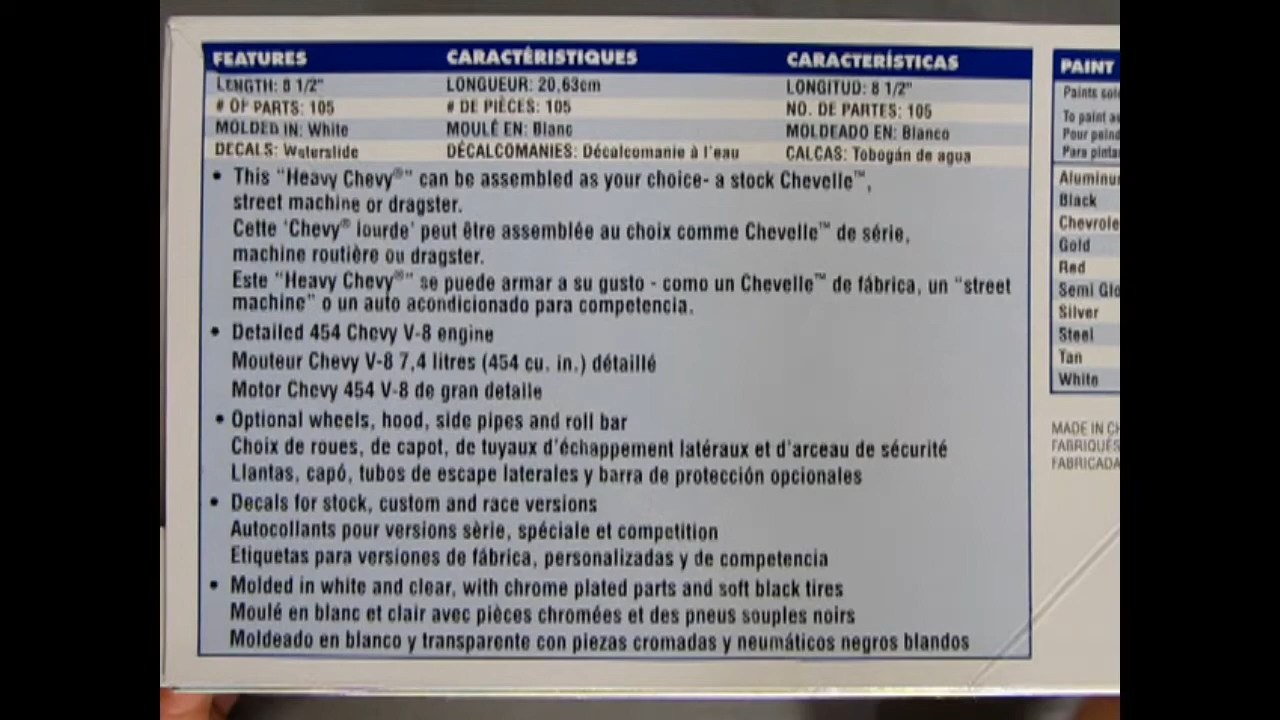 FEATURES CARACTÉRISTIQUES CARACTERÍSTICAS
LENGTH: 8 1/2" LONGUEUR: 20.63cm LONGITUD: 8 1/2"
# OF PARTS: 105 # DE PIÈCES: 105 NO. DE PARTES: 105
MOLDED IN: White MOULÉ EN: Blanc MOLDEADO EN: Blanco
DECALS: Waterslide DÉCALCOMANIES: Décalcomanie à l'eau CALCAS: Tobogán de agua
• This "Heavy Chevy®" can be assembled as your choice- a stock Chevelle™,
street machine or dragster.
Cette 'Chevy® lourde' peut être assemblée au choix comme Chevelle™ de série,
machine routière ou dragster.
Este "Heavy Chevy®" se puede armar a su gusto - como un Chevelle™ de fábrica, un "street
machine" o un auto acondicionado para competencia.
• Detailed 454 Chevy V-8 engine
Mouteur Chevy V-8 7,4 litres (454 cu. in.) détaillé
Motor Chevy 454 V-8 de gran detalle
• Optional wheels, hood, side pipes and roll bar
Choix de roues, de capot, de tuyaux d'échappement latéraux et d'arceau de sécurité
Llantas, capó, tubos de escape laterales y barra de protección opcionales
• Decals for stock, custom and race versions
Autocollants pour versions sèrie, spéciale et competition
Etiquetas para versiones de fábrica, personalizadas y de competencia
• Molded in white and clear, with chrome plated parts and soft black tires
Moulé en blanc et clair avec pièces chromées et des pneus souples noirs
Moldeado en blanco y transparente con piezas cromadas y neumáticos negros blandos
PAINT
Paints
To paint
Pour
Para
Black
Gold
Red
Semi
Silver
Steel
Tan
White
MADE IN